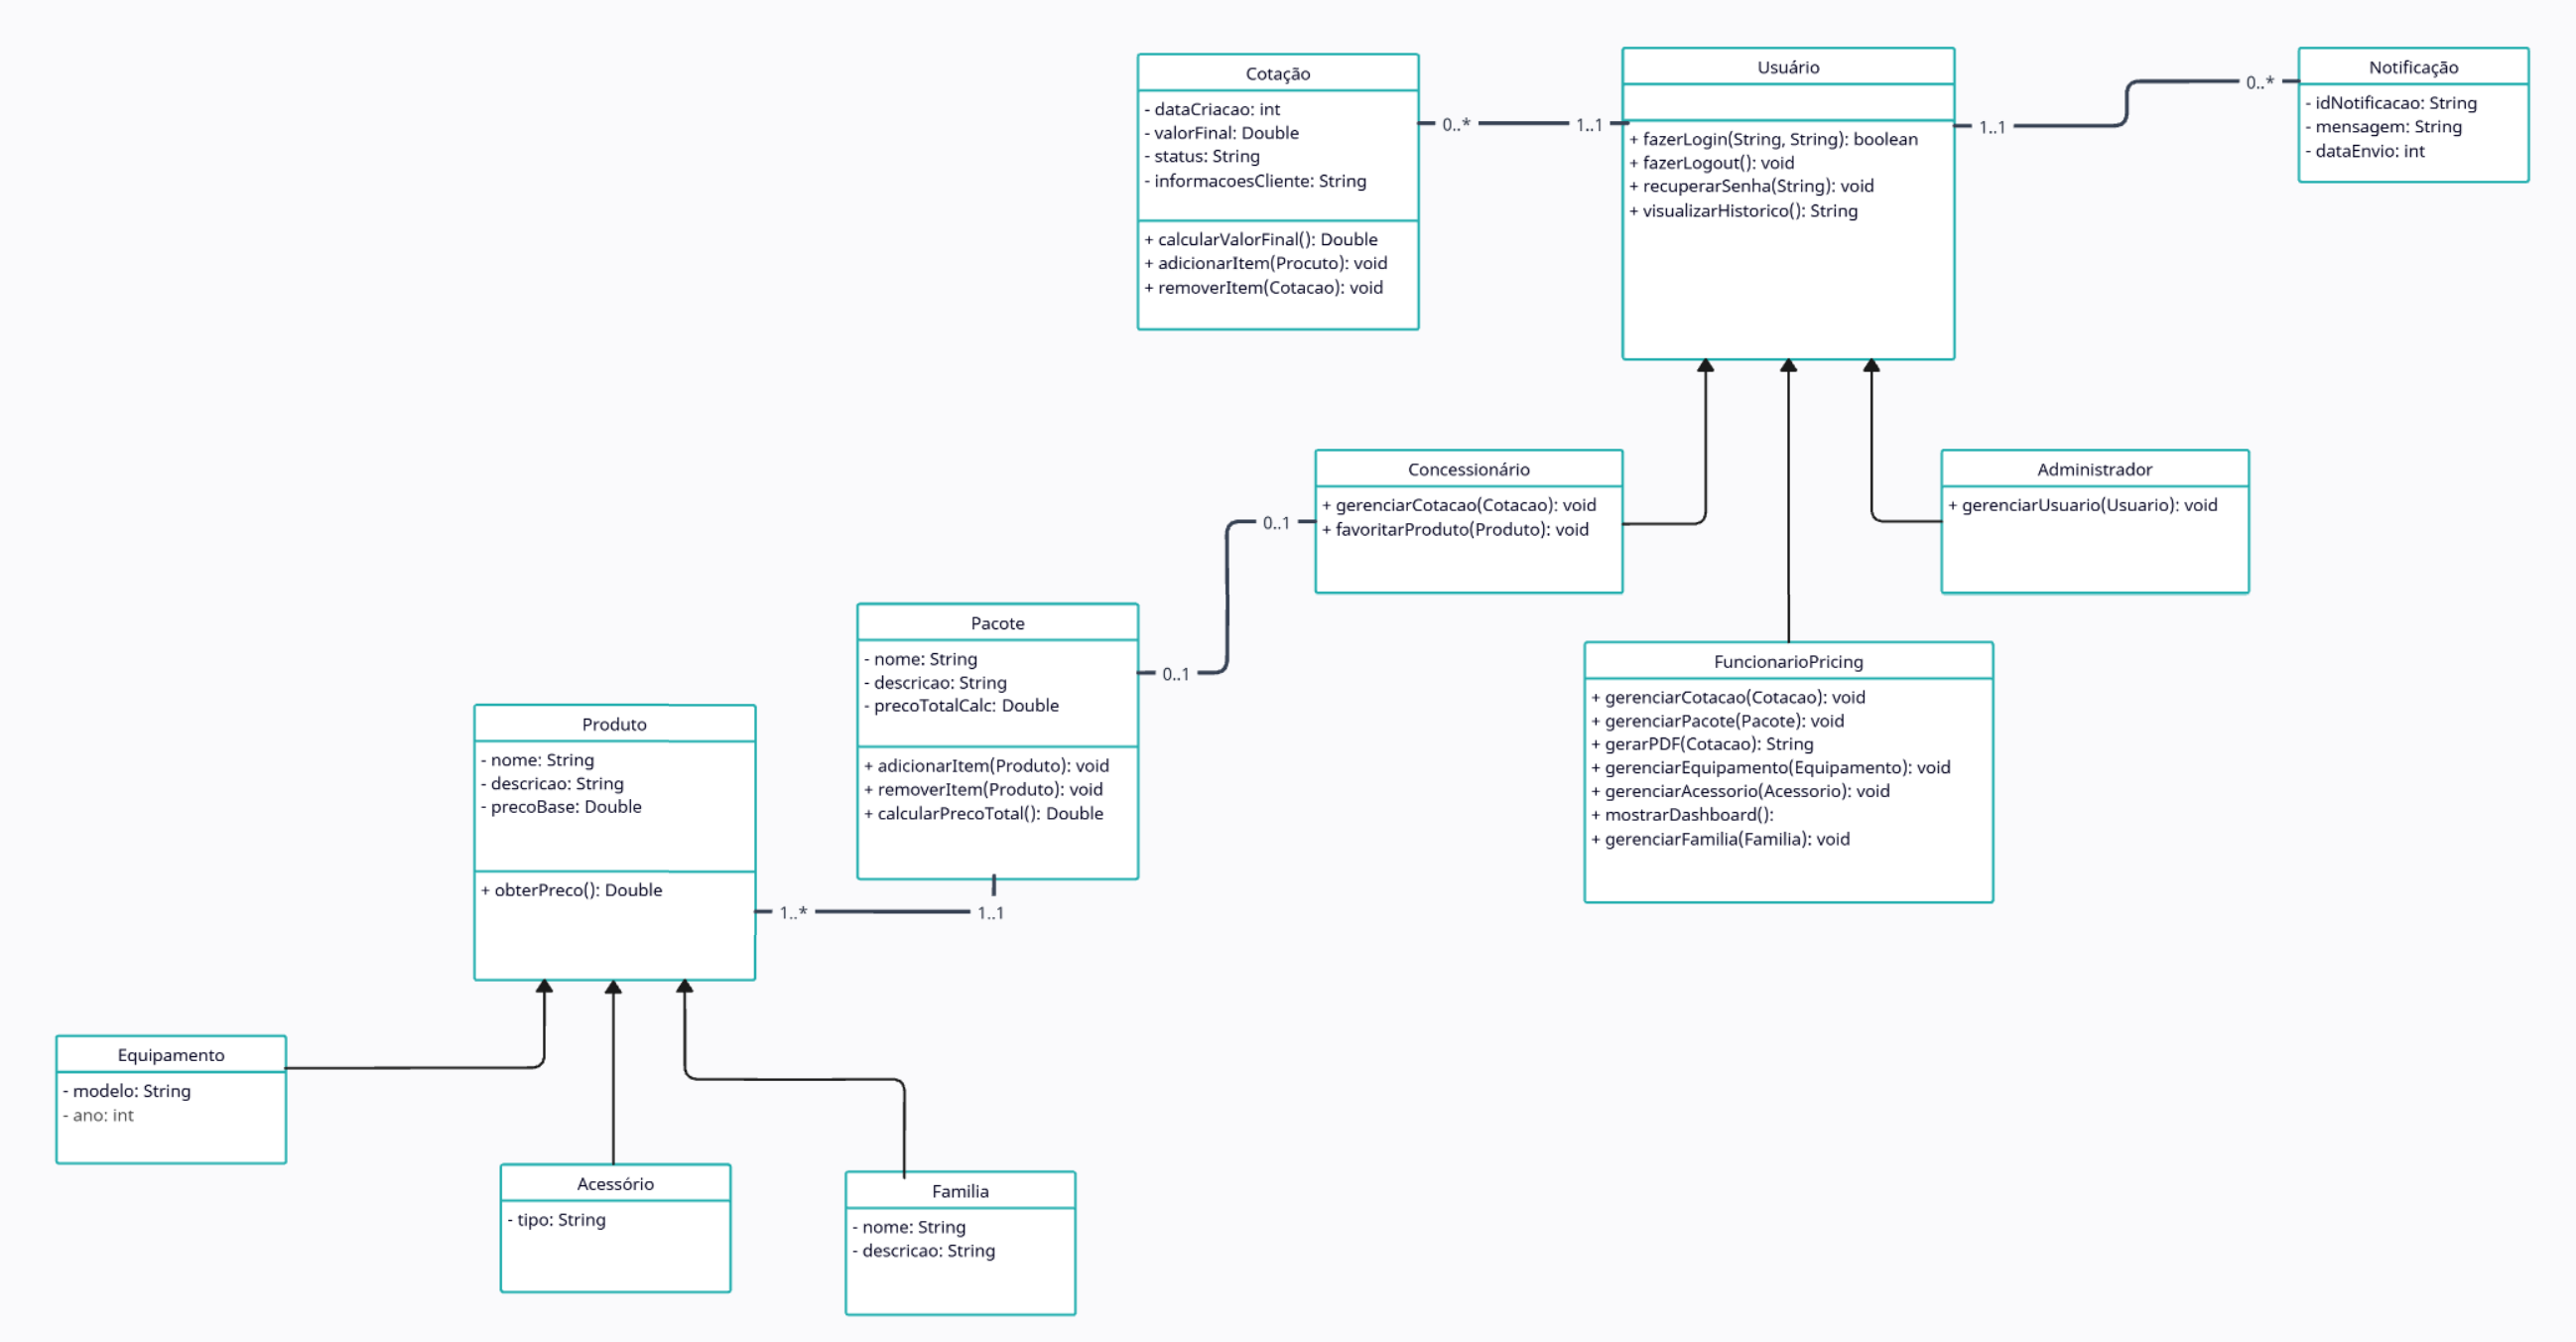 Cotação
- dataCriacao: int
- valorFinal: Double
- status: String
- informacoesCliente: String
+ calcularValorFinal(): Double
+ adicionarItem(Procuto): void
+ removerItem(Cotacao): void
0..*
1..1
Usuário
+ fazerLogin(String, String): boolean
+ fazerLogout(): void
+ recuperarSenha(String): void
+ visualizarHistorico(): String
1..1
0..*
Notificação
- idNotificacao: String
- mensagem: String
- dataEnvio: int
Concessionário
+ gerenciarCotacao(Cotacao): void
+ favoritarProduto(Produto): void
Administrador
+ gerenciarUsuario(Usuario): void
0..1
0..1
Pacote
- nome: String
- descricao: String
- precoTotalCalc: Double
+ adicionarItem(Produto): void
+ removerItem(Produto): void
+ calcularPrecoTotal(): Double
FuncionarioPricing
+ gerenciarCotacao(Cotacao): void
+ gerenciarPacote(Pacote): void
+ gerarPDF(Cotacao): String
+ gerenciarEquipamento(Equipamento): void
+ gerenciarAcessorio(Acessorio): void
+ mostrarDashboard():
+ gerenciarFamilia(Familia): void
Produto
- nome: String
- descricao: String
- precoBase: Double
+ obterPreco(): Double
1..*
1..1
Equipamento
- modelo: String
- ano: int
Acessório
- tipo: String
Familia
- nome: String
- descricao: String